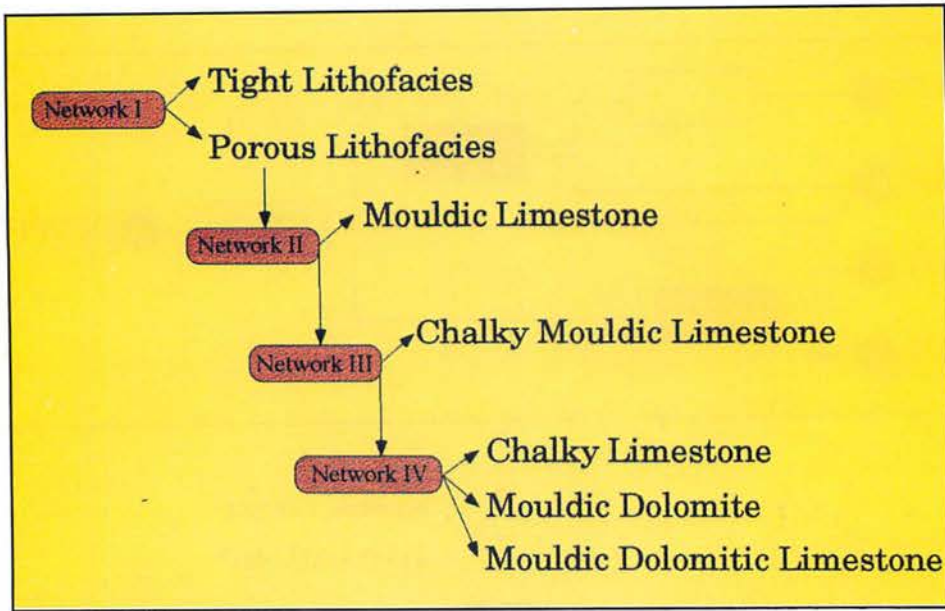 Tight Lithofacies
Network I
Porous Lithofacies
Mouldic Limestone
Network II
Chalky Mouldic Limestone
Network III
Chalky Limestone
Network IV
Mouldic Dolomite
Mouldic Dolomitic Limestone